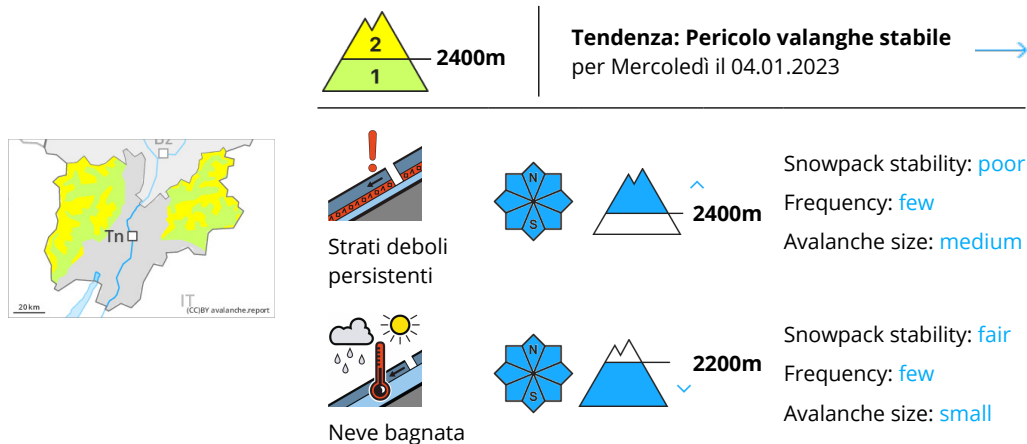 2
1
2400m
Tendenza: Pericolo valanghe stabile
per Mercoledì il 04.01.2023
Bz
Tn
IT
20 km
(CC)BY avalanche.report
Strati deboli
persistenti
N
S
2400m
Snowpack stability: poor
Frequency: few
Avalanche size: medium
Neve bagnata
N
S
2200m
Snowpack stability: fair
Frequency: few
Avalanche size: small